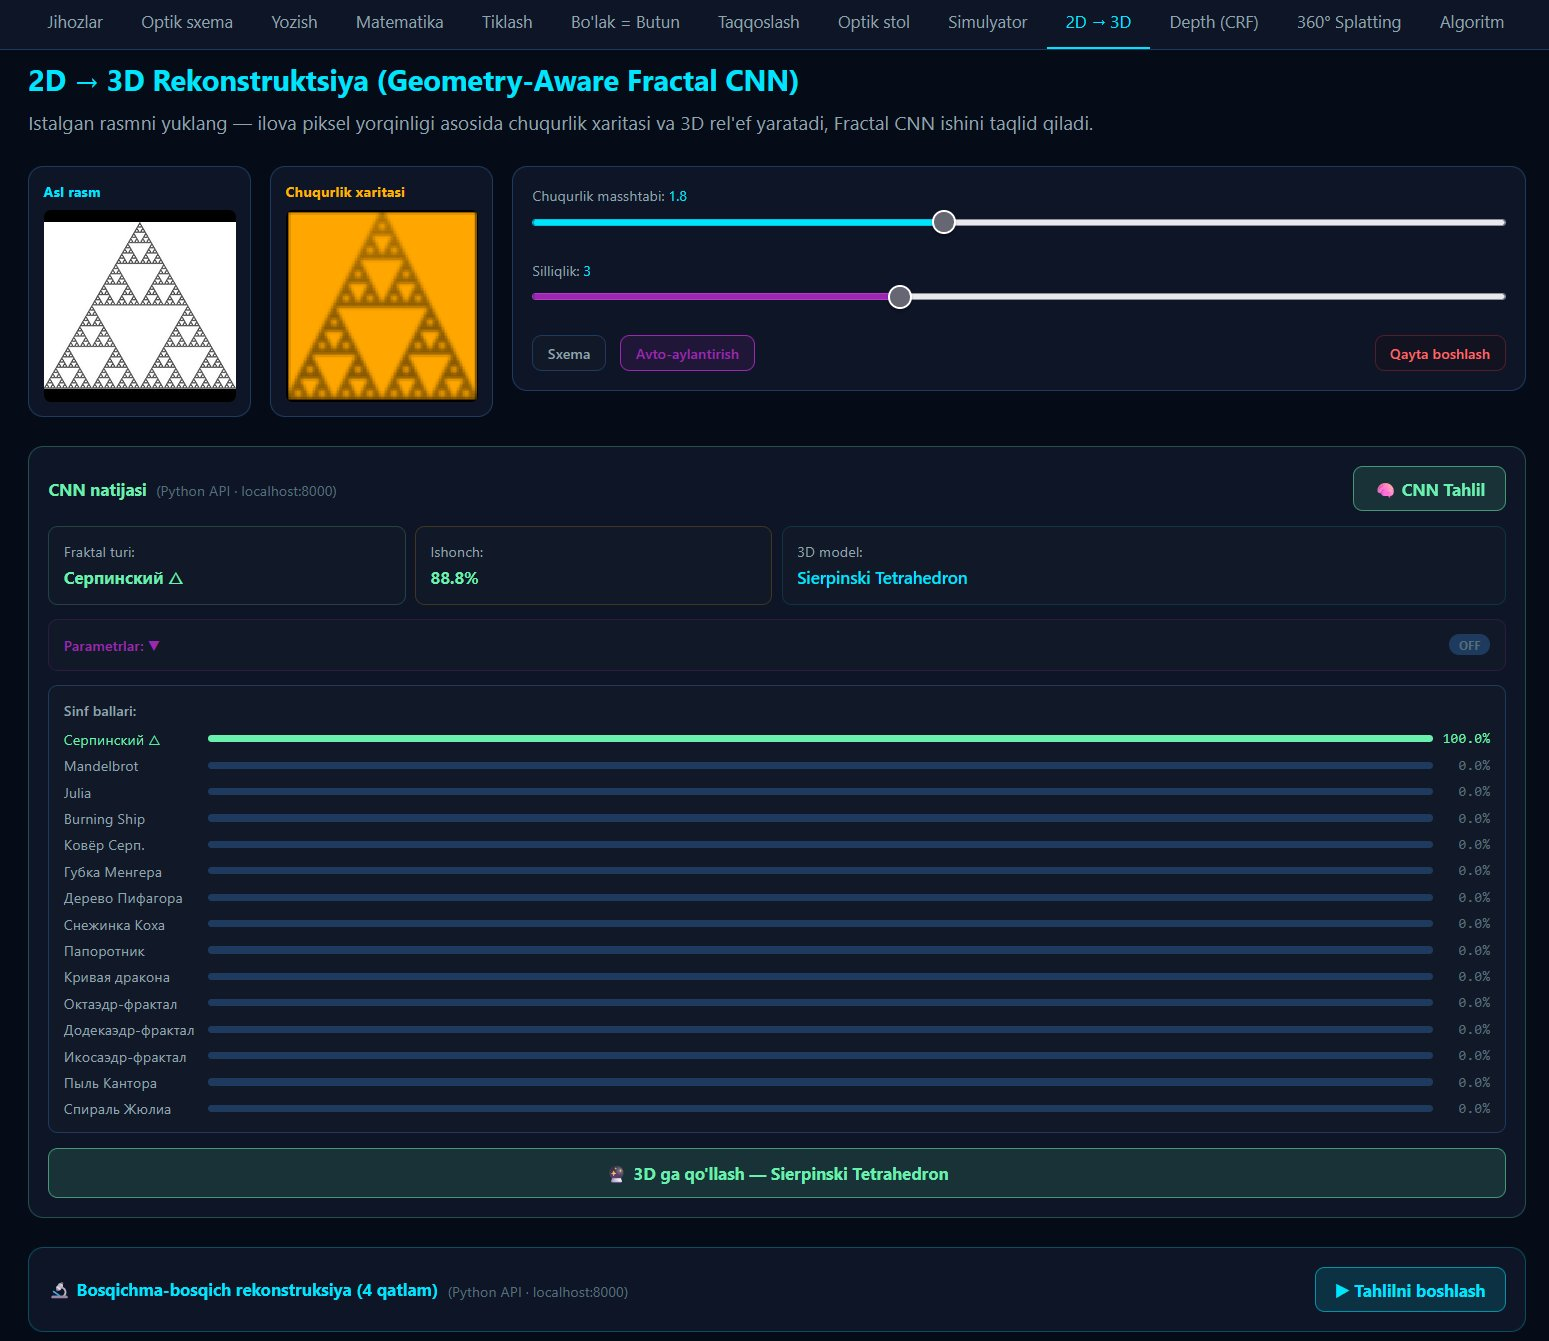 Jihozlar Optik sxema Yozish Matematika Tiklash Bo'lak = Butun Taqqoslash Optik stol Simulyator 2D → 3D Depth (CRF) 360° Splatting Algoritm
2D → 3D Rekonstruktsiya (Geometry-Aware Fractal CNN)
Istalgan rasmni yuklang — ilova piksel yorqinligi asosida chuqurlik xaritasi va 3D rel'ef yaratadi, Fractal CNN ishini taqlid qiladi.
Asl rasm
Chuqurlik xaritasi
Chuqurlik masshtabi: 1.8
Silliqlik: 3
Sxema
Avto-aylantirish
Qayta boshlash
CNN natijasi (Python API · localhost:8000)
🧠 CNN Tahlil
Fraktal turi:
Серпинский △
Ishonch:
88.8%
3D model:
Sierpinski Tetrahedron
Parametrlar: ▼
OFF
Sinf ballari:
Серпинский △ 100.0%
Mandelbrot 0.0%
Julia 0.0%
Burning Ship 0.0%
Ковёр Серп. 0.0%
Губка Менгера 0.0%
Дерево Пифагора 0.0%
Снежинка Коха 0.0%
Папоротник 0.0%
Кривая дракона 0.0%
Октаэдр-фрактал 0.0%
Додекаэдр-фрактал 0.0%
Икосаэдр-фрактал 0.0%
Пыль Кантора 0.0%
Спираль Жюлиа 0.0%
🔮 3D ga qo'llash — Sierpinski Tetrahedron
🔬 Bosqichma-bosqich rekonstruksiya (4 qatlam) (Python API · localhost:8000)
▶ Tahlilni boshlash